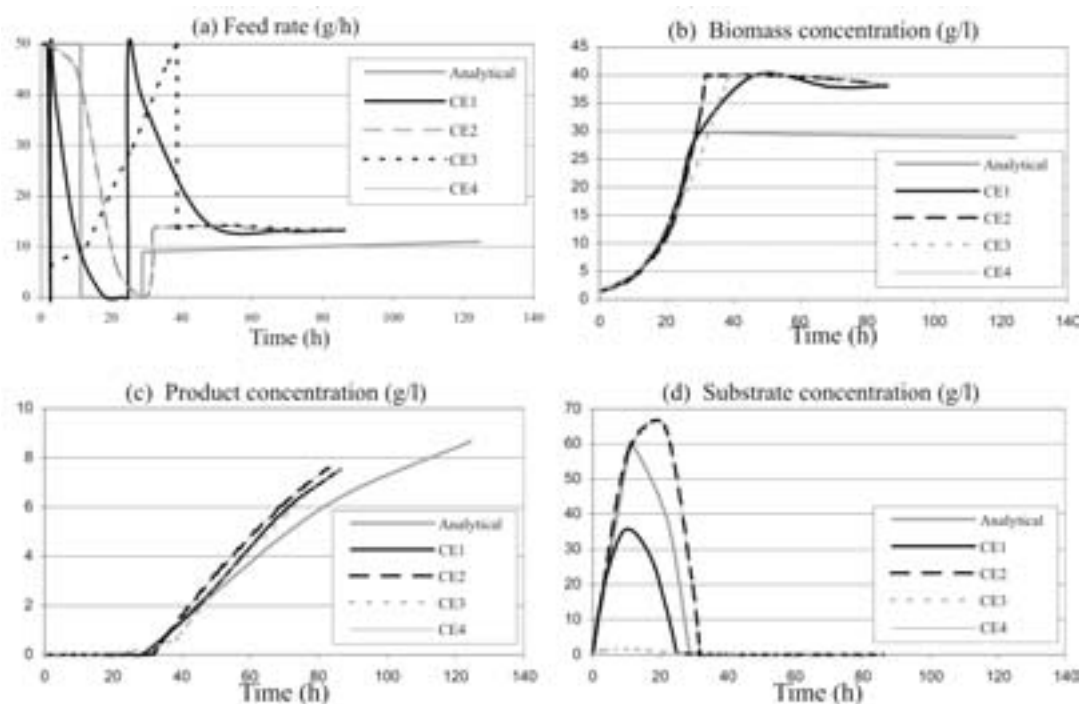 (a) Feed rate (g/h)
50
40
30
20
10
0
0 20 40 60 80 100 120 140
Time (h)
Analytical
CE1
CE2
CE3
CE4
(b) Biomass concentration (g/l)
45
40
35
30
25
20
15
10
5
0
0 20 40 60 80 100 120 140
Time (h)
Analytical
CE1
CE2
CE3
CE4
(c) Product concentration (g/l)
10
8
6
4
2
0
0 20 40 60 80 100 120 140
Time (h)
Analytical
CE1
CE2
CE3
CE4
(d) Substrate concentration (g/l)
70
60
50
40
30
20
10
0
0 20 40 60 80 100 120 140
Time (h)
Analytical
CE1
CE2
CE3
CE4